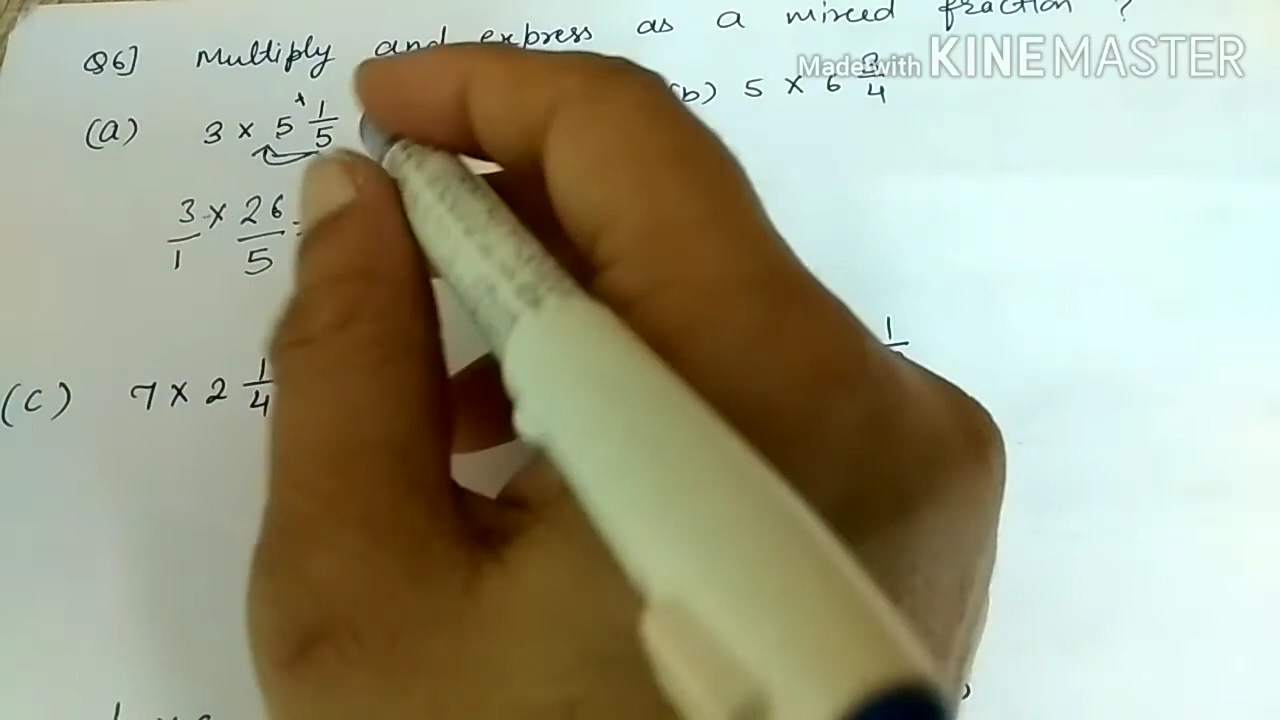 Q6] Multiply and express as a mixed fraction ?
Made with KINEMASTER
(a) 3 × 5 1/5
(b) 5 × 6 3/4
3/1 × 26/5 =
(c) 7 × 2 1/4
1